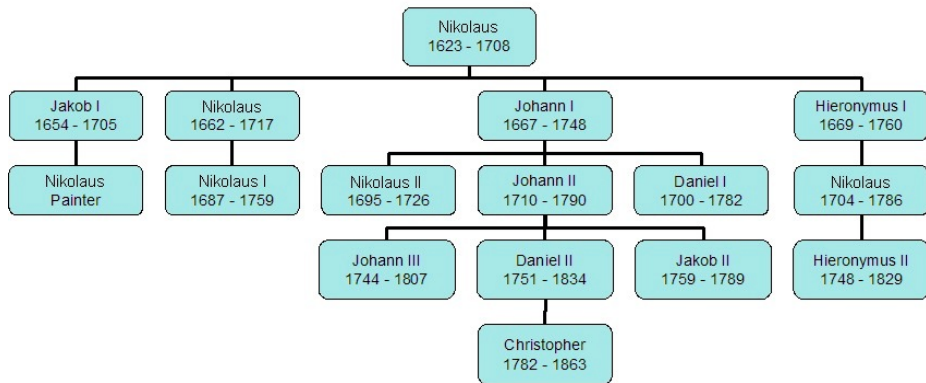 Nikolaus
1623 - 1708
Jakob I
1654 - 1705
Nikolaus
1662 - 1717
Johann I
1667 - 1748
Hieronymus I
1669 - 1760
Nikolaus
Painter
Nikolaus I
1687 - 1759
Nikolaus II
1695 - 1726
Johann II
1710 - 1790
Daniel I
1700 - 1782
Nikolaus
1704 - 1786
Johann III
1744 - 1807
Daniel II
1751 - 1834
Jakob II
1759 - 1789
Hieronymus II
1748 - 1829
Christopher
1782 - 1863